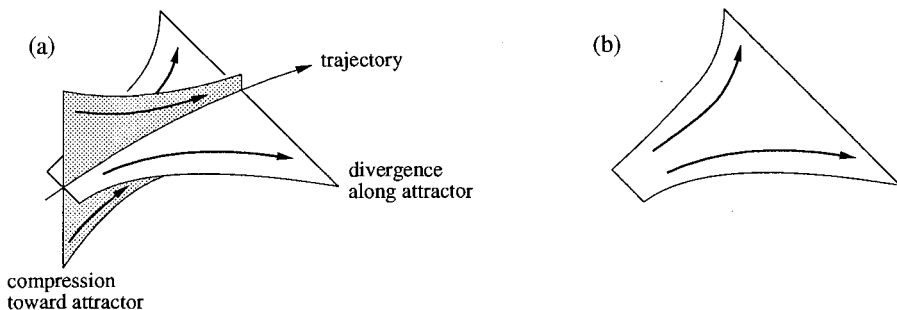 (a)
trajectory
divergence
along attractor
compression
toward attractor
(b)